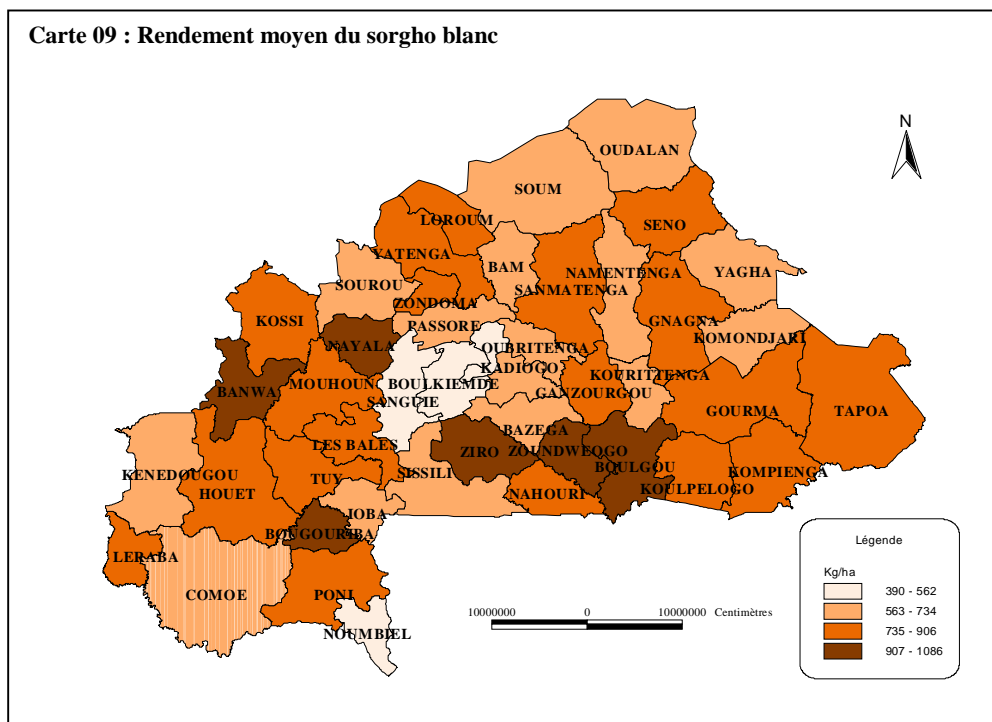 Carte 09 : Rendement moyen du sorgho blanc
N
OUDALAN
SOUM
SENO
LOROUM
YATENGA
BAM
NAMENTENGA
YAGHA
SANMATENGA
SOUROU
ZONDOMA
KOSSI
PASSORE
GNAGNA
KOMONDJARI
NAYALA
OUBRITENGA
KADIOGO
KOURITTENGA
BANWA
MOUHOUN
BOULKIEMDE
SANGUIE
GANZOURGOU
GOURMA
TAPOA
BAZEGA
LES BALES
ZIRO
ZOUNDWEOGO
BOULGOU
KENEDOUGOU
HOUET
TUY
SISSILI
NAHOURI
KOULPELOGO
KOMPIENGA
IOBA
BOUGOURIBA
LERABA
COMOE
PONI
NOUMBIEL
10000000 0 10000000 Centimètres
Légende
Kg/ha
390 - 562
563 - 734
735 - 906
907 - 1086